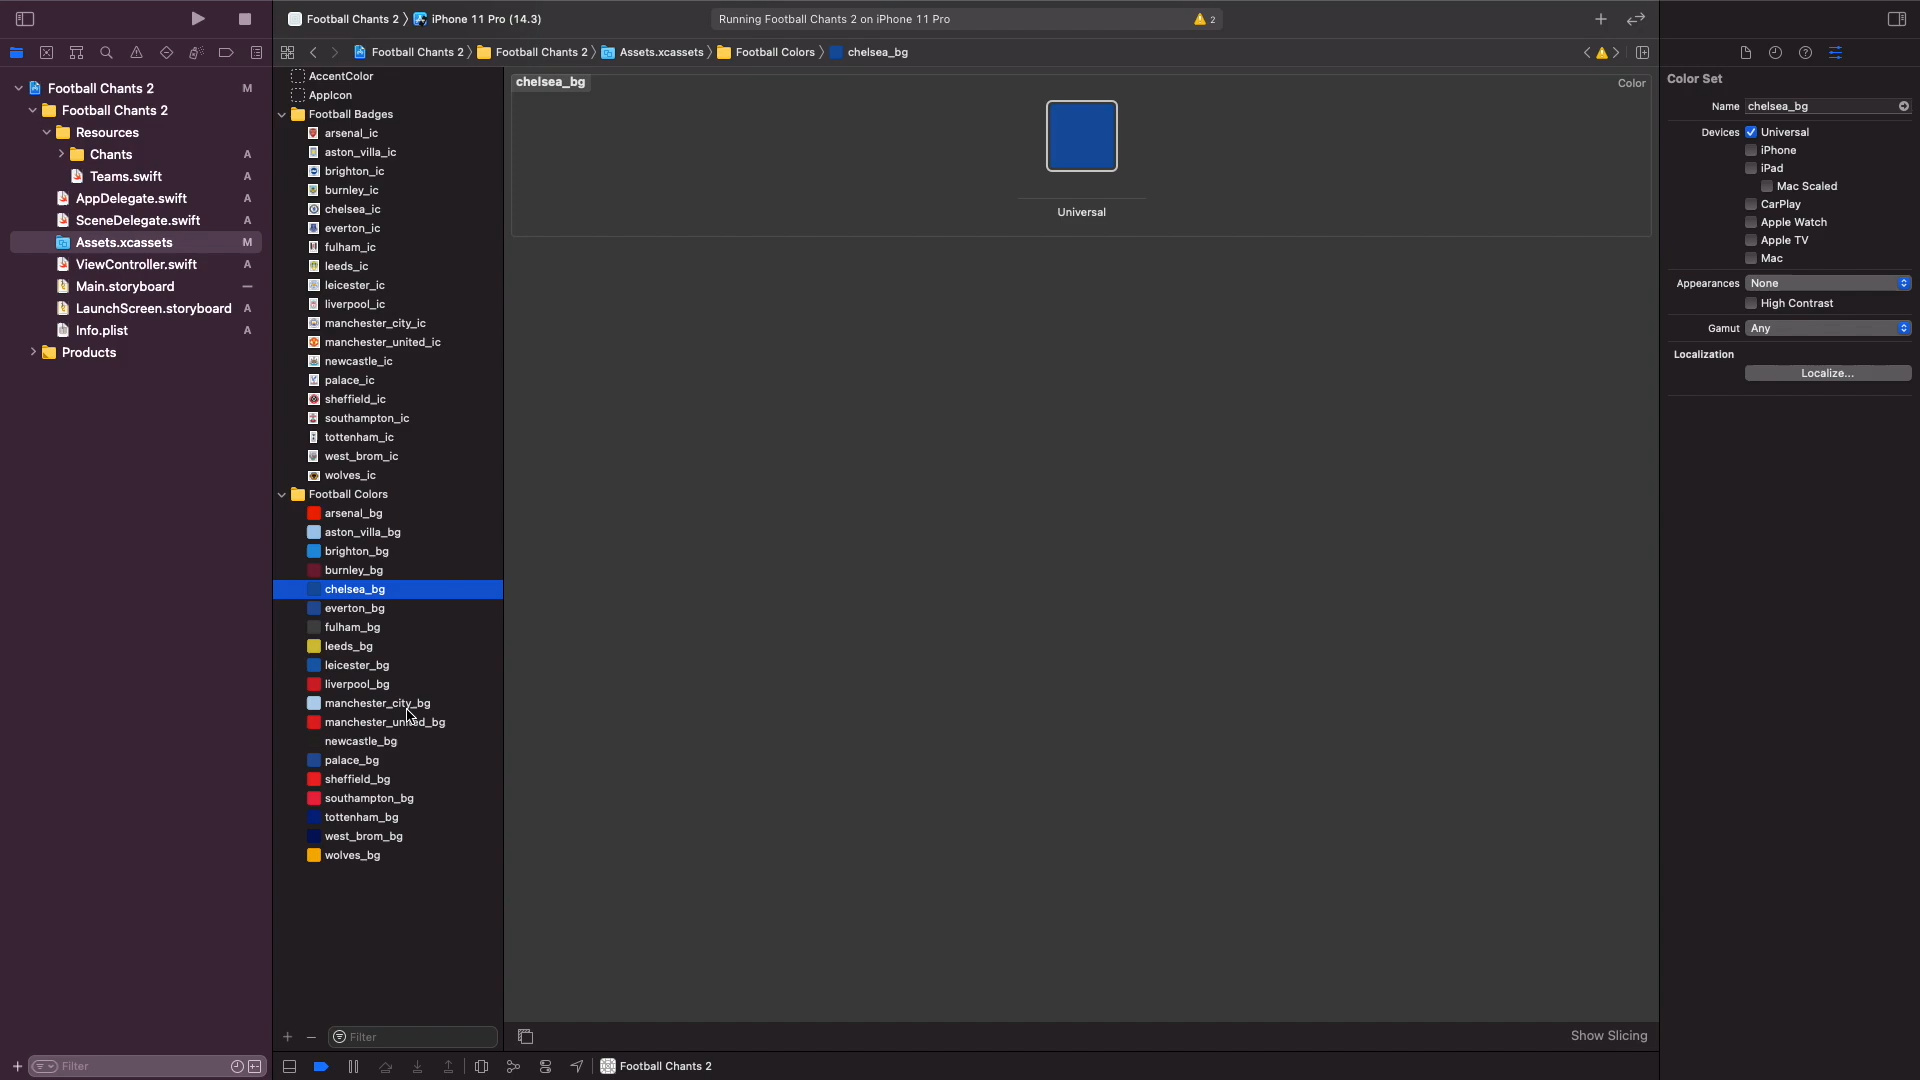 Football Chants 2 〉 iPhone 11 Pro (14.3)
Running Football Chants 2 on iPhone 11 Pro
2
Football Chants 2 〉 Football Chants 2 〉 Assets.xcassets 〉 Football Colors 〉 chelsea_bg
Football Chants 2 M
Football Chants 2
Resources
Chants A
Teams.swift A
AppDelegate.swift A
SceneDelegate.swift A
Assets.xcassets M
ViewController.swift A
Main.storyboard —
LaunchScreen.storyboard A
Info.plist A
Products
Filter
AccentColor
AppIcon
Football Badges
arsenal_ic
aston_villa_ic
brighton_ic
burnley_ic
chelsea_ic
everton_ic
fulham_ic
leeds_ic
leicester_ic
liverpool_ic
manchester_city_ic
manchester_united_ic
newcastle_ic
palace_ic
sheffield_ic
southampton_ic
tottenham_ic
west_brom_ic
wolves_ic
Football Colors
arsenal_bg
aston_villa_bg
brighton_bg
burnley_bg
chelsea_bg
everton_bg
fulham_bg
leeds_bg
leicester_bg
liverpool_bg
manchester_city_bg
manchester_united_bg
newcastle_bg
palace_bg
sheffield_bg
southampton_bg
tottenham_bg
west_brom_bg
wolves_bg
Filter
chelsea_bg
Color
Universal
Show Slicing
Football Chants 2
Color Set
Name chelsea_bg
Devices Universal
iPhone
iPad
Mac Scaled
CarPlay
Apple Watch
Apple TV
Mac
Appearances None
High Contrast
Gamut Any
Localization
Localize...